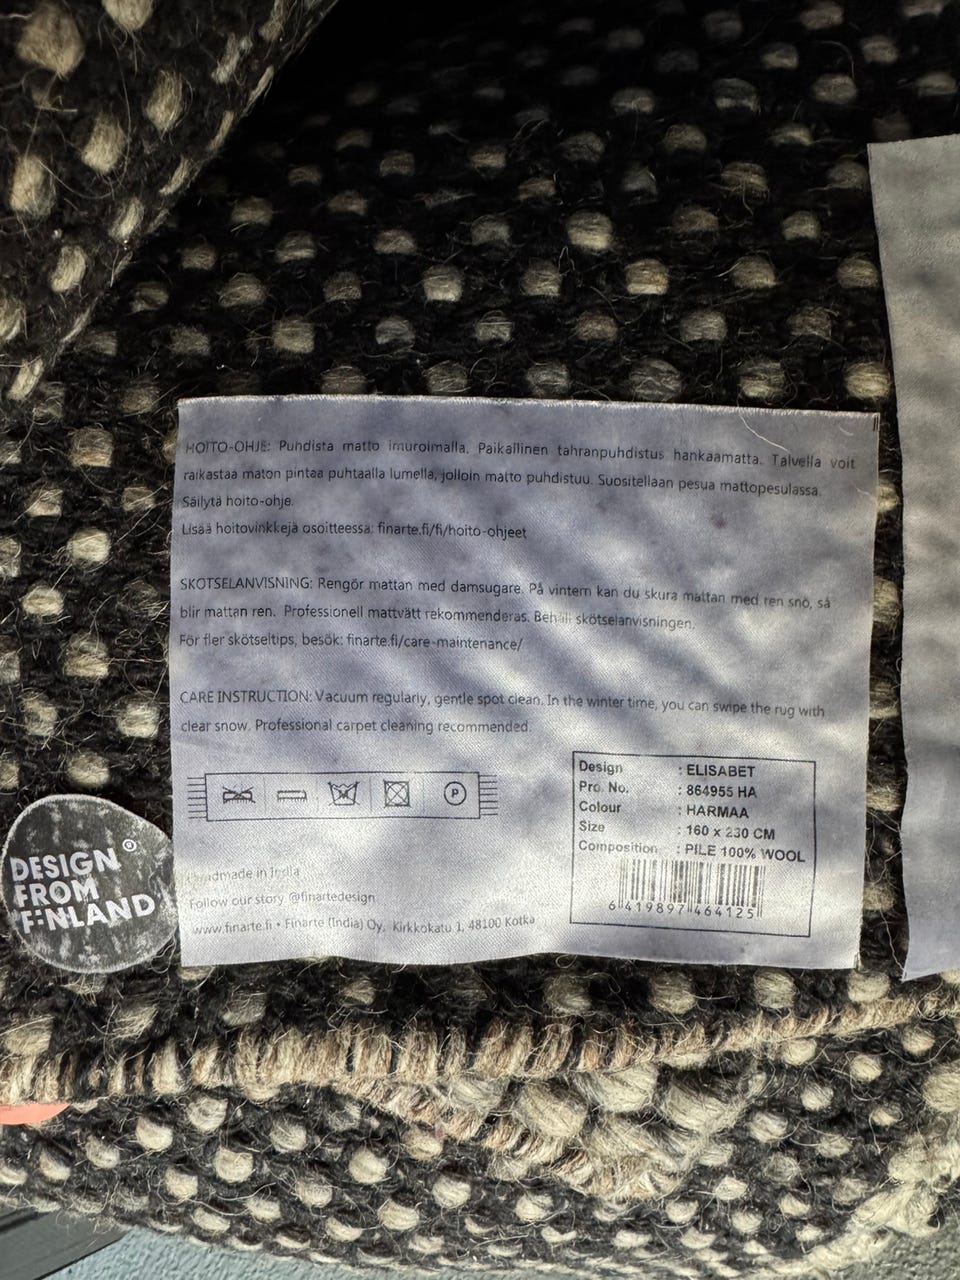 HOITO-OHJE: Puhdista matto imuroimalla. Paikallinen tahranpuhdistus hankaamatta. Talvella voit
raikastaa maton pintaa puhtaalla lumella, jolloin matto puhdistuu. Suositellaan pesua mattopesulassa.
Säilytä hoito-ohje.
Lisää hoitovinkkejä osoitteessa: finarte.fi/fi/hoito-ohjeet
SKÖTSELANVISNING: Rengör mattan med damsugare. På vintern kan du skura mattan med ren snö, så
blir mattan ren. Professionell mattvätt rekommenderas. Behåll skötselanvisningen.
För fler skötseltips, besök: finarte.fi/care-maintenance/
CARE INSTRUCTION: Vacuum regularly, gentle spot clean. In the winter time, you can swipe the rug with
clear snow. Professional carpet cleaning recommended.
P
Design : ELISABET
Pro. No. : 864955 HA
Colour : HARMAA
Size : 160 x 230 CM
Composition : PILE 100% WOOL
6 419897 464125
Handmade in India
Follow our story @finartedesign
www.finarte.fi • Finarte (India) Oy, Kirkkokatu 1, 48100 Kotka
DESIGN ®
FROM
FINLAND